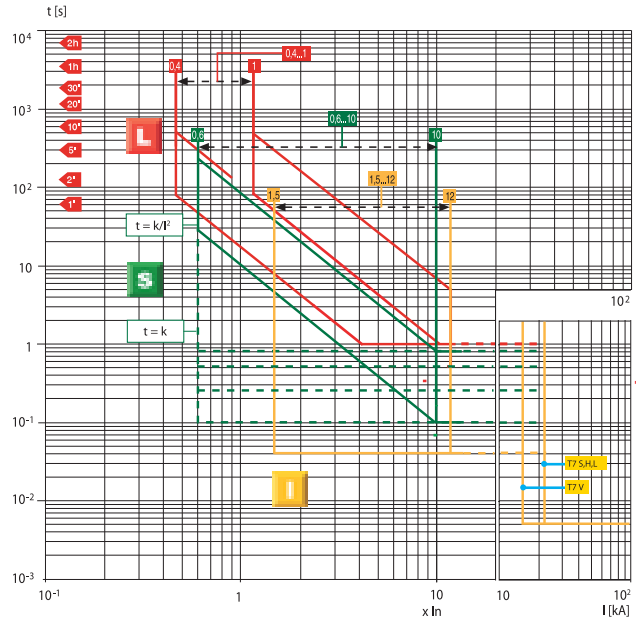 t [s]
10⁴
2h
1h
0,4
0,4...1
1
30'
20'
10³
10'
L
0,6
0,6...10
10
5'
2'
1,5...12
10²
1'
1,5
12
t = k/I²
10
S
10²
t = k
1
10⁻¹
T7 S,H,L
T7 V
I
10⁻²
10⁻³
10⁻¹
1
10
10
10²
x In
I [kA]